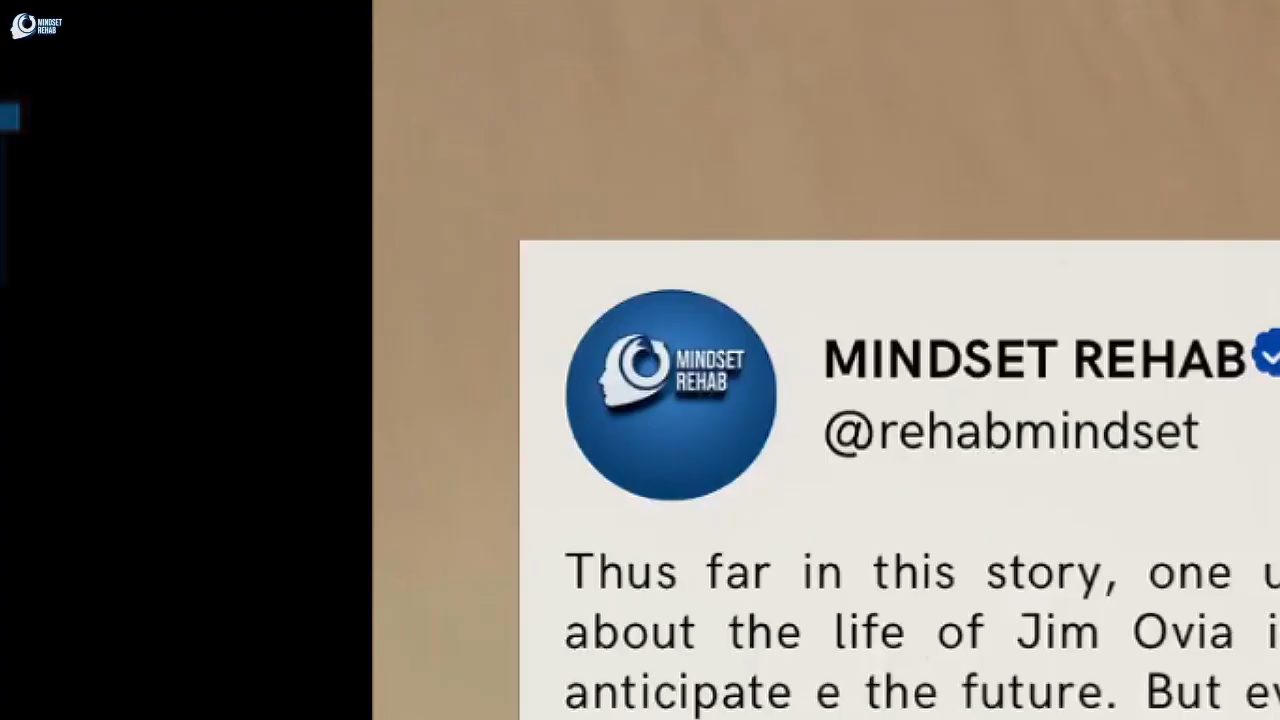 MINDSET
REHAB
MINDSET
REHAB
MINDSET REHAB
@rehabmindset
Thus far in this story, one
about the life of Jim Ovia
anticipate e the future. But